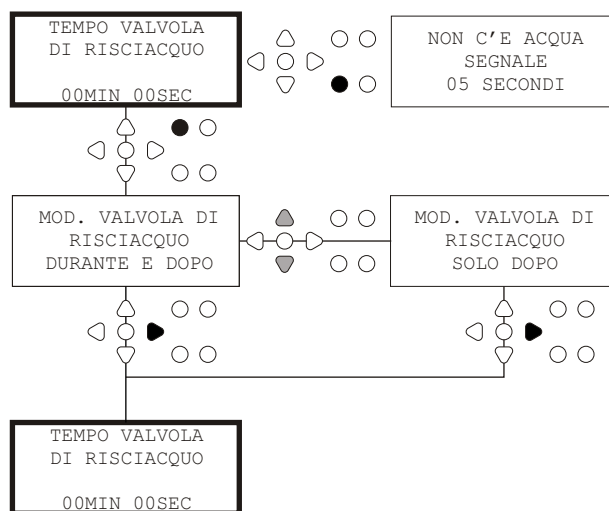 TEMPO VALVOLA
DI RISCIACQUO
00MIN 00SEC
NON C'E ACQUA
SEGNALE
05 SECONDI
MOD. VALVOLA DI
RISCIACQUO
DURANTE E DOPO
MOD. VALVOLA DI
RISCIACQUO
SOLO DOPO
TEMPO VALVOLA
DI RISCIACQUO
00MIN 00SEC